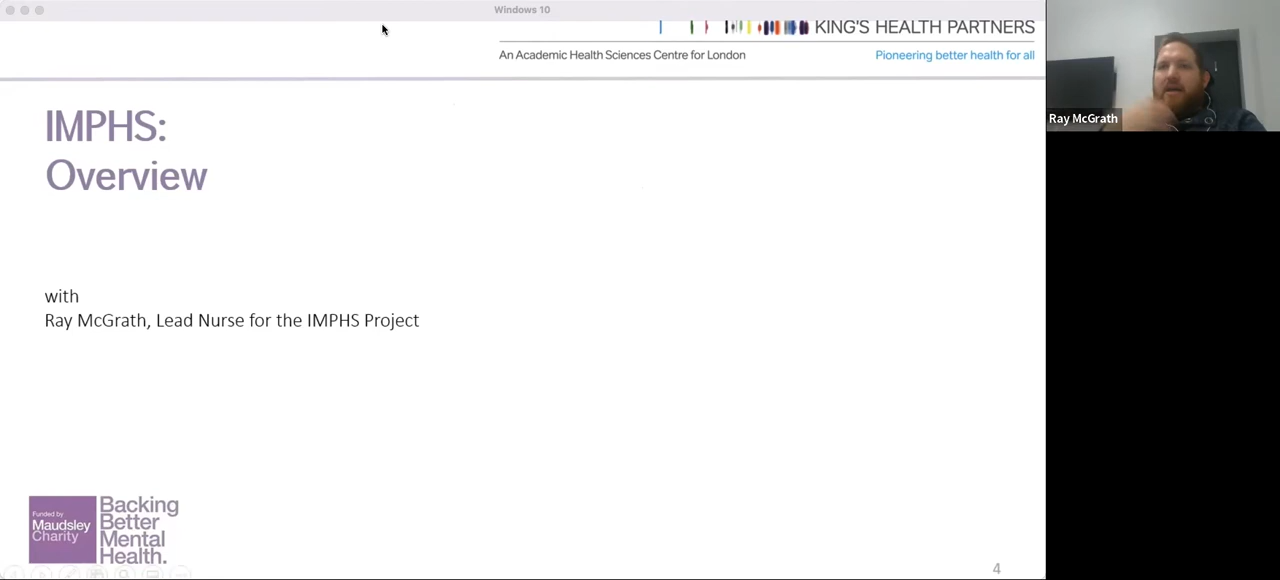 Windows 10
KING'S HEALTH PARTNERS
An Academic Health Sciences Centre for London
Pioneering better health for all
Ray McGrath
IMPHS:
Overview
with
Ray McGrath, Lead Nurse for the IMPHS Project
Funded by
Maudsley
Charity
Backing
Better
Mental
Health.
4